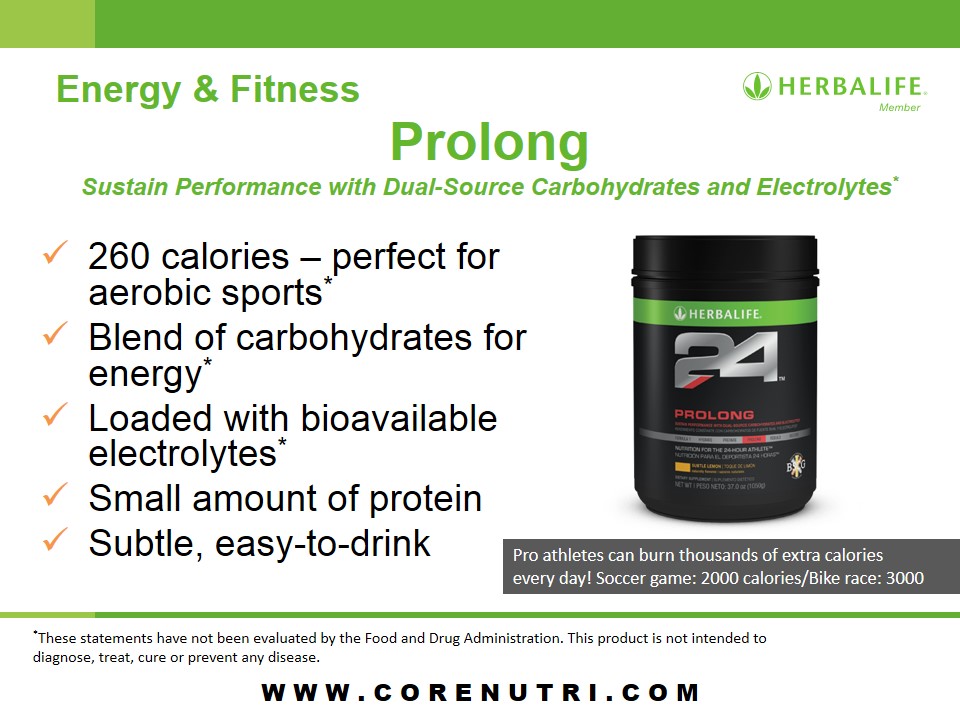 Energy & Fitness
HERBALIFE®
Member
Prolong
Sustain Performance with Dual-Source Carbohydrates and Electrolytes*
✓ 260 calories – perfect for
aerobic sports*
✓ Blend of carbohydrates for
energy*
✓ Loaded with bioavailable
electrolytes*
✓ Small amount of protein
✓ Subtle, easy-to-drink
HERBALIFE.
24™
PROLONG
NUTRITION FOR THE 24-HOUR ATHLETE™
NUTRICIÓN PARA EL DEPORTISTA 24 HORAS™
SUBTLE LEMON | TOQUE DE LIMÓN
NET WT | PESO NETO: 37.0 oz (1050g)
Pro athletes can burn thousands of extra calories
every day! Soccer game: 2000 calories/Bike race: 3000
*These statements have not been evaluated by the Food and Drug Administration. This product is not intended to
diagnose, treat, cure or prevent any disease.
WWW.CORENUTRI.COM